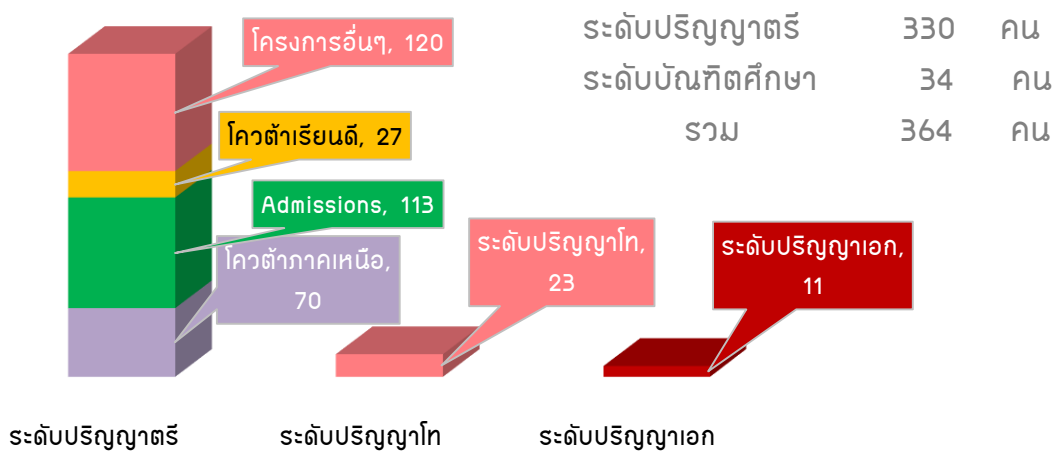 ระดับปริญญาตรี 330 คน
ระดับบัณฑิตศึกษา 34 คน
รวม 364 คน
โครงการอื่นๆ, 120
โควต้าเรียนดี, 27
Admissions, 113
โควต้าภาคเหนือ,
70
ระดับปริญญาโท,
23
ระดับปริญญาเอก,
11
ระดับปริญญาตรี ระดับปริญญาโท ระดับปริญญาเอก